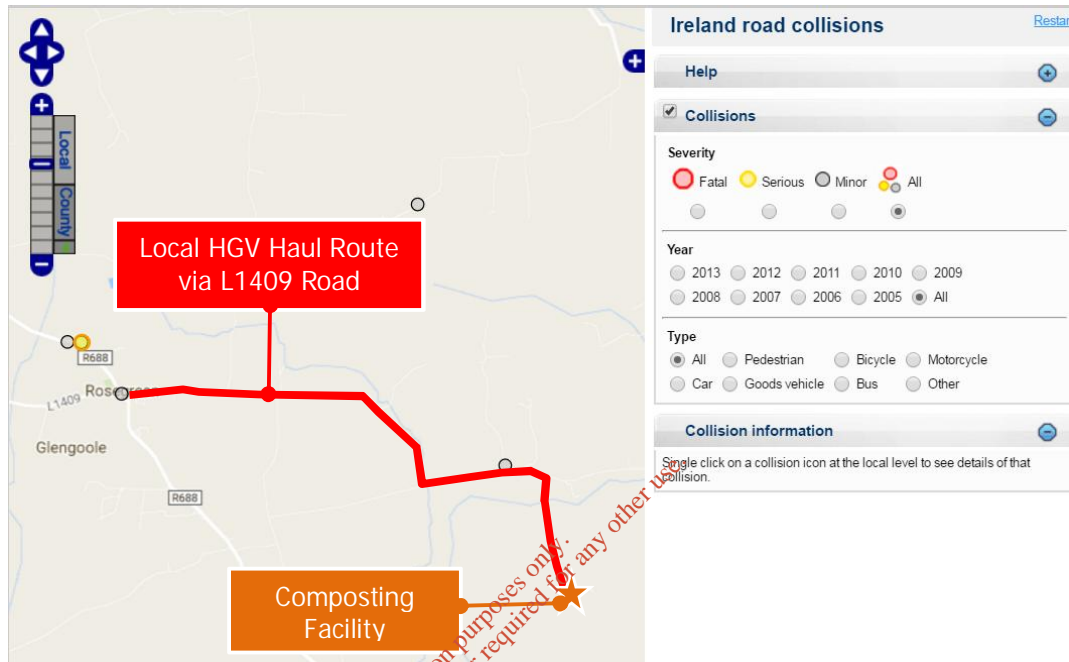 Local
County
Local HGV Haul Route
via L1409 Road
R688
L1409
Glengoole
R688
Composting
Facility
on purposes only.
required for any other use.
Ireland road collisions
Restar
Help
Collisions
Severity
Fatal Serious Minor All
Year
2013 2012 2011 2010 2009
2008 2007 2006 2005 All
Type
All Pedestrian Bicycle Motorcycle
Car Goods vehicle Bus Other
Collision information
Single click on a collision icon at the local level to see details of that
collision.